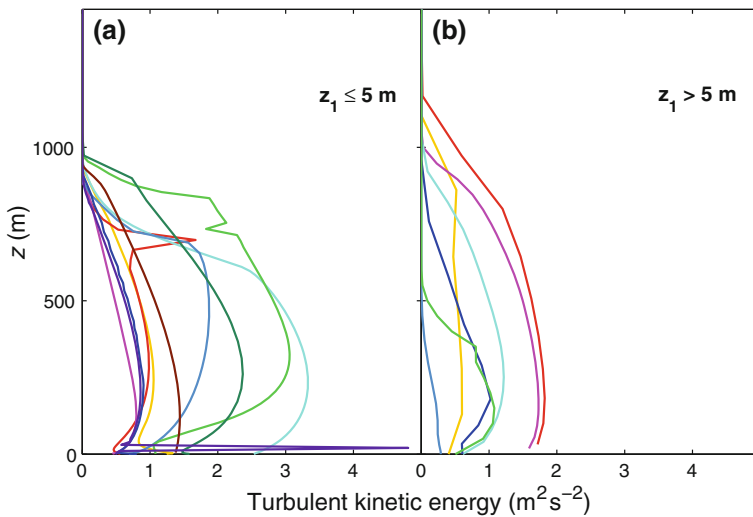 (a)
(b)
z₁ ≤ 5 m
z₁ > 5 m
1000
500
0
z (m)
0 1 2 3 4
0 1 2 3 4
Turbulent kinetic energy (m²s⁻²)